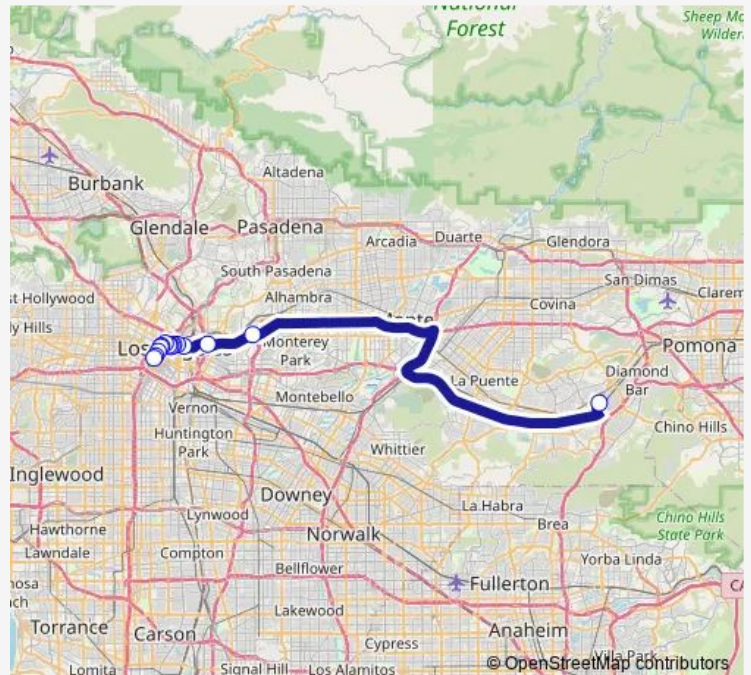 National
Forest
Sheep Mo
Wilder
Altadena
Burbank
Glendale
Pasadena
Arcadia
Duarte
Glendora
South Pasadena
San Dimas
st Hollywood
Alhambra
Covina
Clarem
ly Hills
Monte
Los
Monterey
Park
Pomona
La Puente
Diamond
Bar
Vernon
Montebello
Huntington
Park
Chino Hills
Whittier
Inglewood
Downey
La Habra
Lynwood
Brea
Chino Hills
State Park
Hawthorne
Norwalk
Lawndale
Compton
Yorba Linda
Bellflower
Fullerton
CA
Lakewood
Torrance
Carson
Cypress
Anaheim
Villa Park
Lomita
Signal Hill
Los Alamitos
© OpenStreetMap contributors